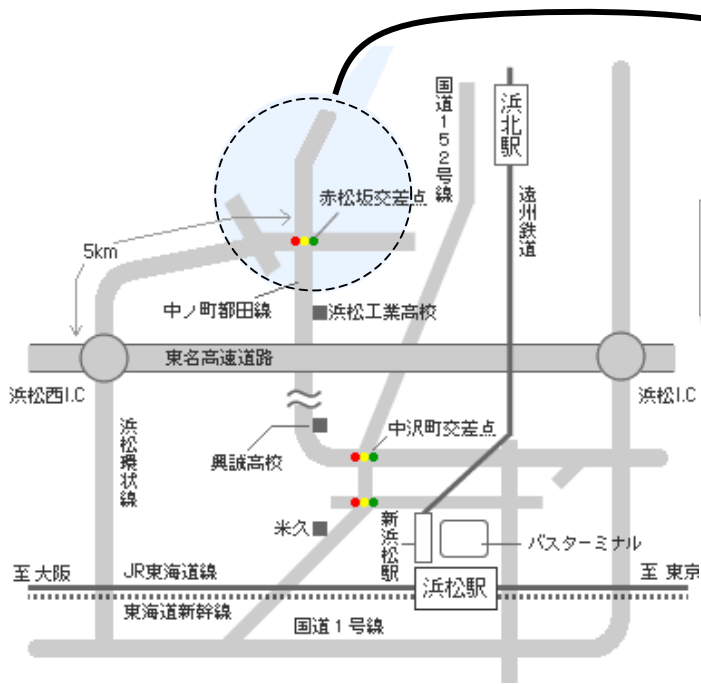 国道152号線
浜北駅
遠州鉄道
赤松坂交差点
5km
中ノ町都田線
浜松工業高校
東名高速道路
浜松西I.C
浜松I.C
浜松環状線
中沢町交差点
興誠高校
米久
新浜松駅
バスターミナル
至 大阪
JR東海道線
浜松駅
至 東京
東海道新幹線
国道1号線